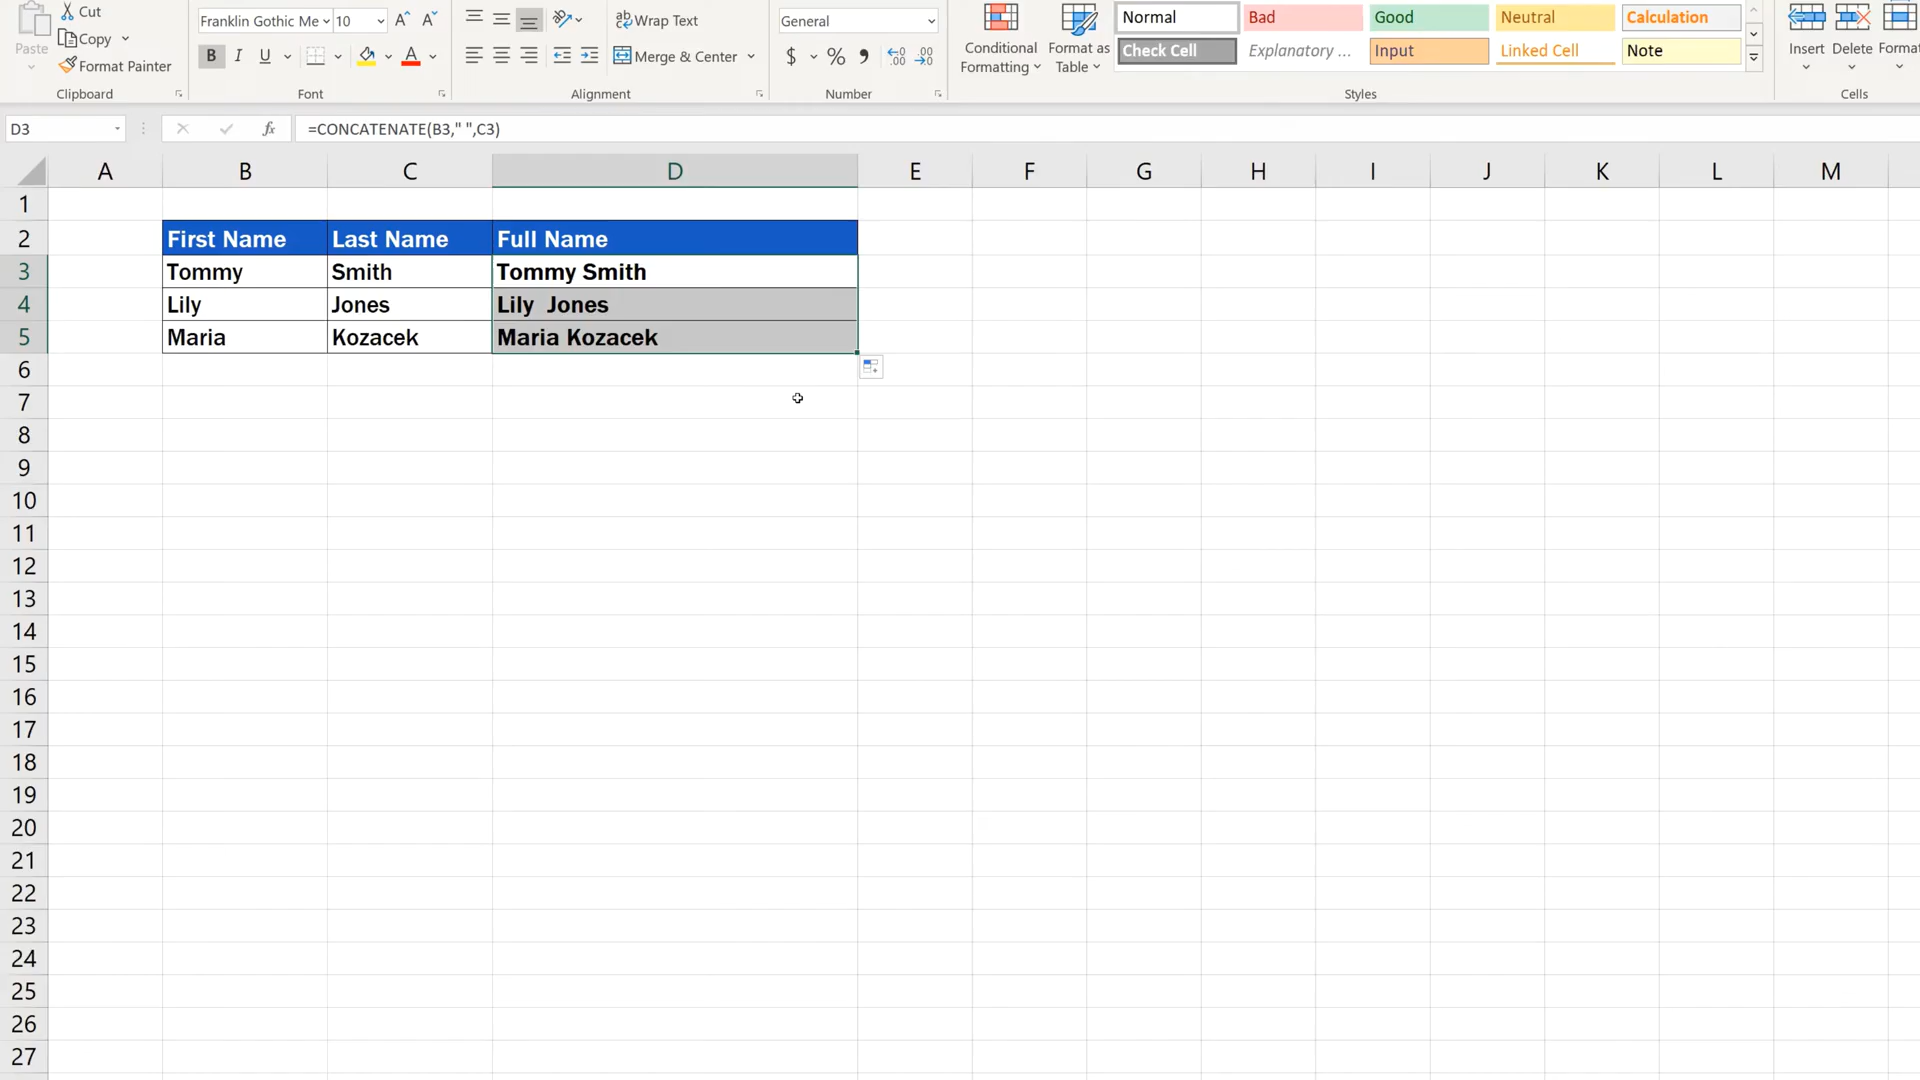 Cut
Franklin Gothic Me 10 A A Wrap Text General Normal Bad Good Neutral Calculation
Paste Copy B I U A Merge & Center $ % 9 Conditional Formatting Format as Table Check Cell Explanatory ... Input Linked Cell Note Insert Delete Format
Format Painter
Clipboard Font Alignment Number Styles Cells
D3 fx =CONCATENATE(B3," ",C3)
A B C D E F G H I J K L M
1
2 First Name Last Name Full Name
3 Tommy Smith Tommy Smith
4 Lily Jones Lily  Jones
5 Maria Kozacek Maria Kozacek
6
7
8
9
10
11
12
13
14
15
16
17
18
19
20
21
22
23
24
25
26
27